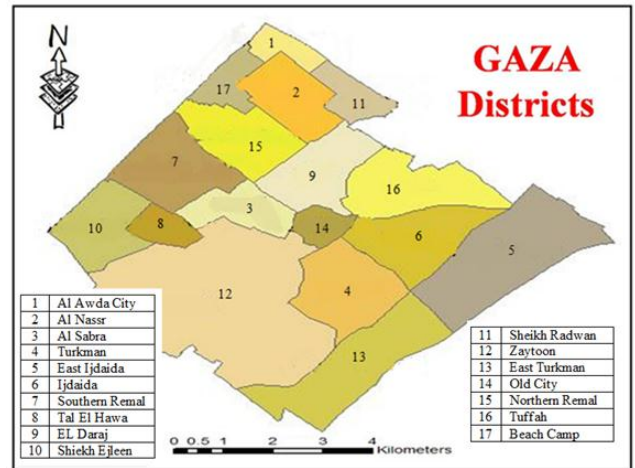 N
GAZA
Districts
1
17
2
11
15
7
9
16
3
10
8
14
6
5
12
4
13
1 Al Awda City
2 Al Nassr
3 Al Sabra
4 Turkman
5 East Ijdaida
6 Ijdaida
7 Southern Remal
8 Tal El Hawa
9 EL Daraj
10 Shiekh Ejleen
11 Sheikh Radwan
12 Zaytoon
13 East Turkman
14 Old City
15 Northern Remal
16 Tuffah
17 Beach Camp
0 0.5 1 2 3 4
Kilometers